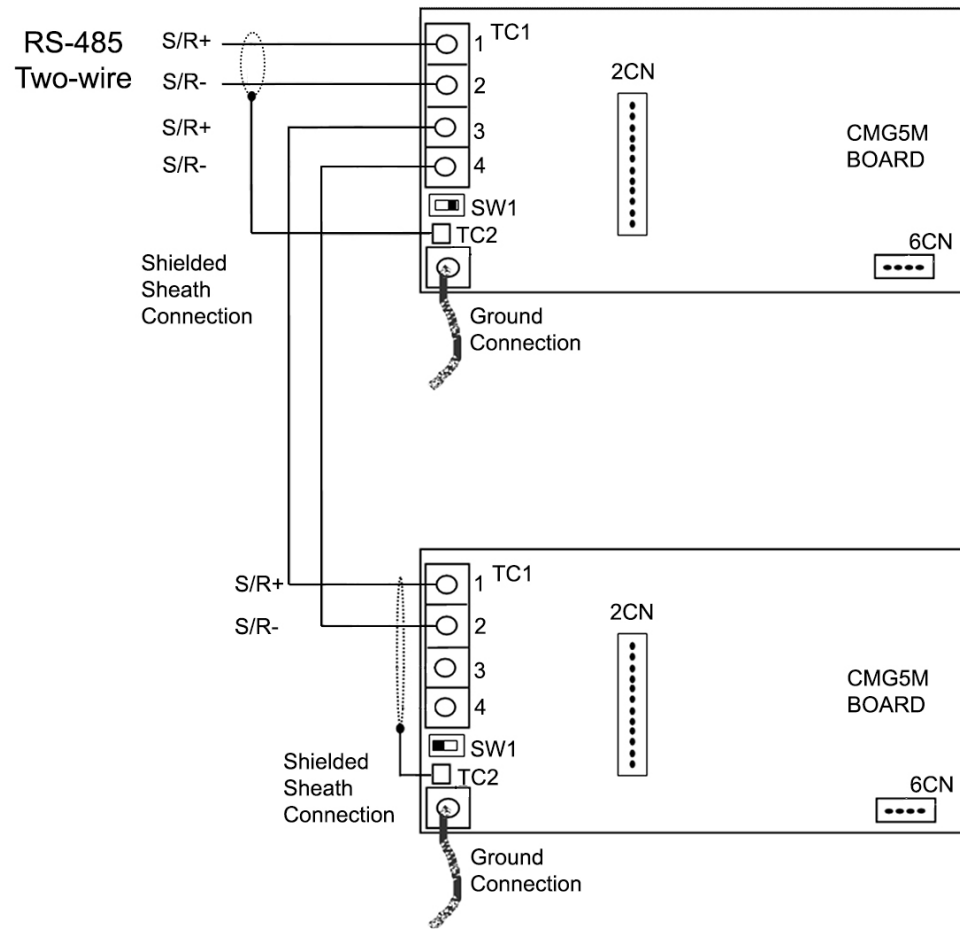 RS-485
Two-wire
S/R+
S/R-
S/R+
S/R-
1
2
3
4
TC1
SW1
TC2
2CN
CMG5M
BOARD
6CN
Shielded
Sheath
Connection
Ground
Connection
S/R+
S/R-
1
2
3
4
TC1
SW1
TC2
2CN
CMG5M
BOARD
6CN
Shielded
Sheath
Connection
Ground
Connection